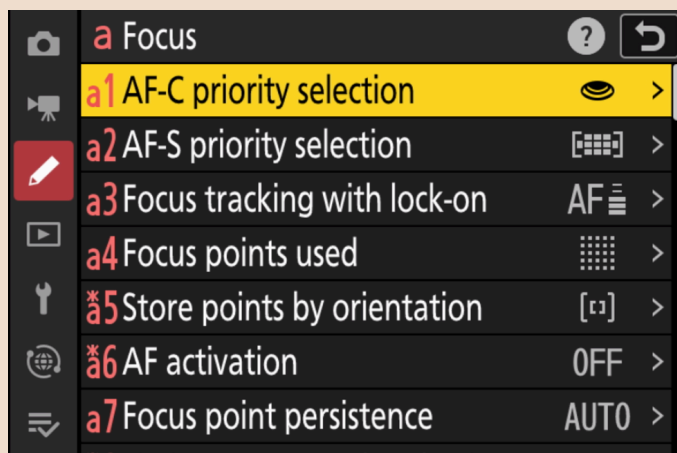 a Focus ?
a1 AF-C priority selection >
a2 AF-S priority selection >
a3 Focus tracking with lock-on AF >
a4 Focus points used >
*a5 Store points by orientation >
*a6 AF activation OFF >
a7 Focus point persistence AUTO >